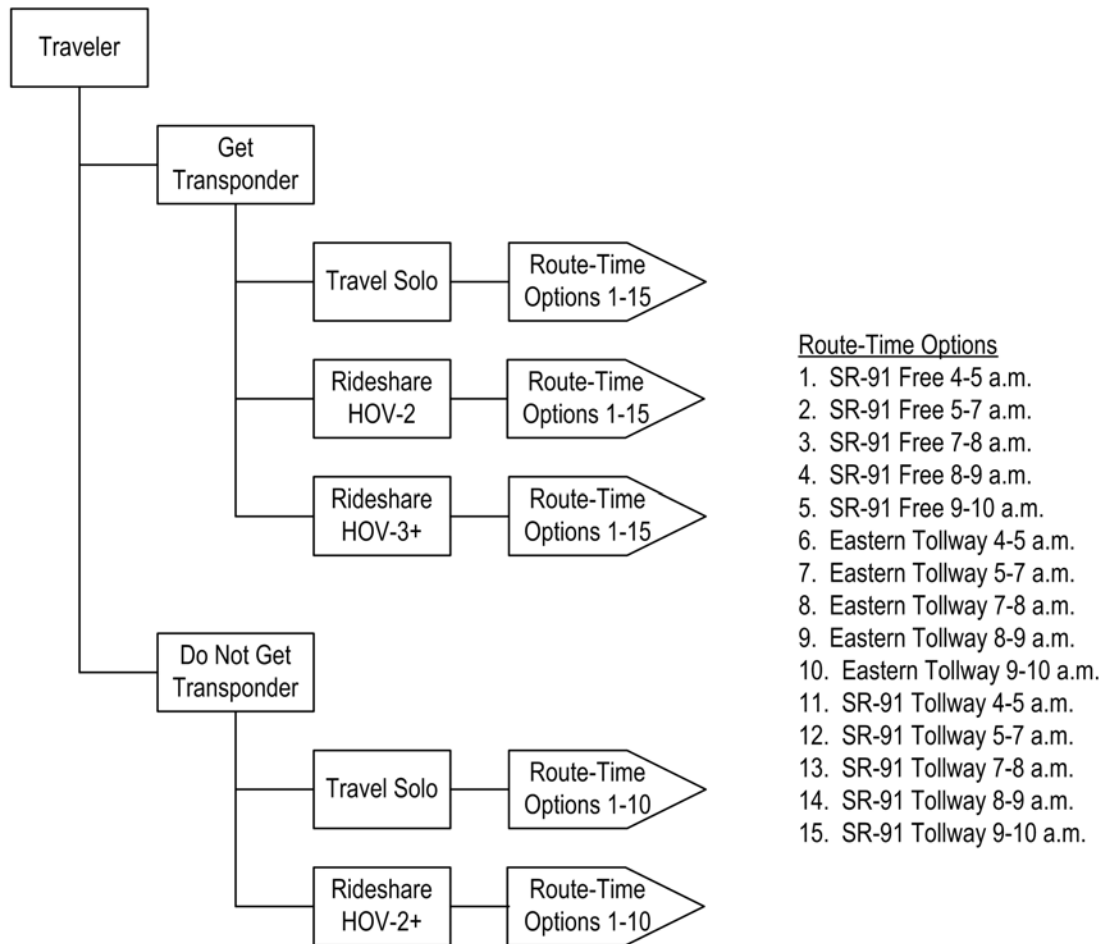 Traveler
Get
Transponder
Travel Solo
Route-Time
Options 1-15
Rideshare
HOV-2
Route-Time
Options 1-15
Rideshare
HOV-3+
Route-Time
Options 1-15
Do Not Get
Transponder
Travel Solo
Route-Time
Options 1-10
Rideshare
HOV-2+
Route-Time
Options 1-10
Route-Time Options
1. SR-91 Free 4-5 a.m.
2. SR-91 Free 5-7 a.m.
3. SR-91 Free 7-8 a.m.
4. SR-91 Free 8-9 a.m.
5. SR-91 Free 9-10 a.m.
6. Eastern Tollway 4-5 a.m.
7. Eastern Tollway 5-7 a.m.
8. Eastern Tollway 7-8 a.m.
9. Eastern Tollway 8-9 a.m.
10. Eastern Tollway 9-10 a.m.
11. SR-91 Tollway 4-5 a.m.
12. SR-91 Tollway 5-7 a.m.
13. SR-91 Tollway 7-8 a.m.
14. SR-91 Tollway 8-9 a.m.
15. SR-91 Tollway 9-10 a.m.